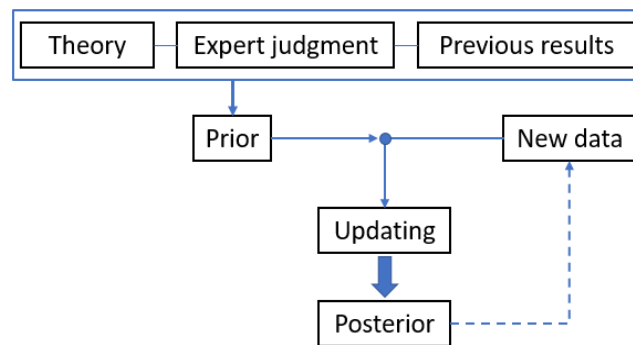 Theory
Expert judgment
Previous results
Prior
New data
Updating
Posterior